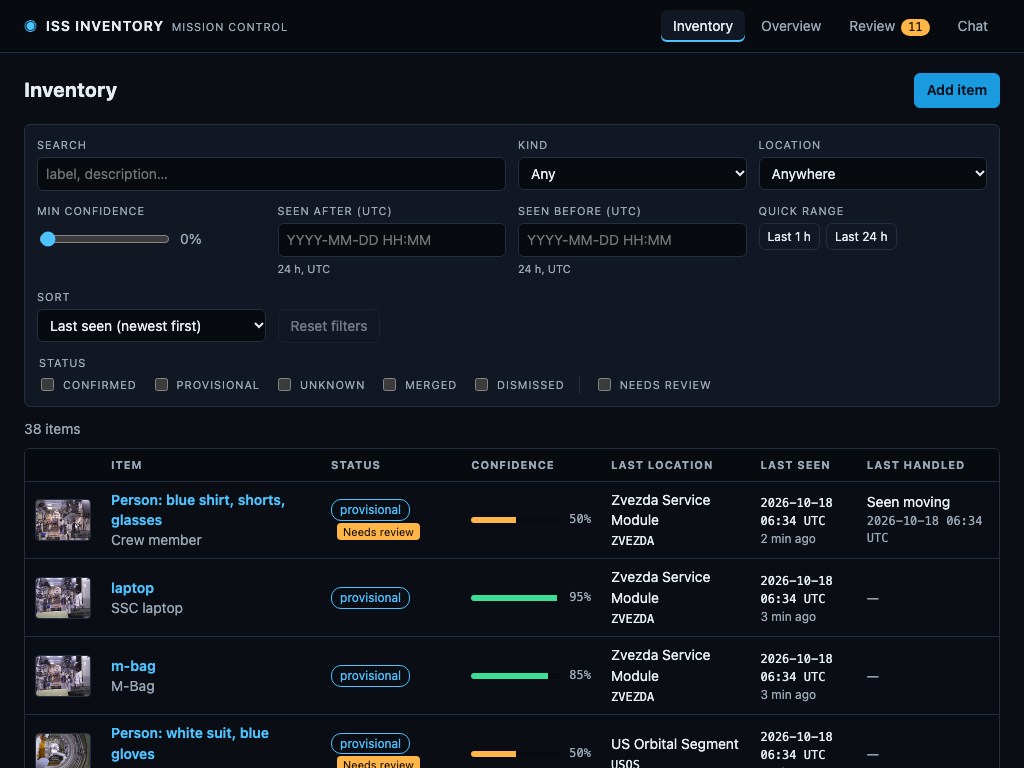 ISS INVENTORY MISSION CONTROL
Inventory
Overview
Review 11
Chat
Inventory
Add item
SEARCH
KIND
LOCATION
label, description...
Any
Anywhere
MIN CONFIDENCE
SEEN AFTER (UTC)
SEEN BEFORE (UTC)
QUICK RANGE
0%
YYYY-MM-DD HH:MM
YYYY-MM-DD HH:MM
Last 1 h
Last 24 h
24 h, UTC
24 h, UTC
SORT
Last seen (newest first)
Reset filters
STATUS
CONFIRMED
PROVISIONAL
UNKNOWN
MERGED
DISMISSED
NEEDS REVIEW
38 items
ITEM
STATUS
CONFIDENCE
LAST LOCATION
LAST SEEN
LAST HANDLED
Person: blue shirt, shorts,
glasses
Crew member
provisional
Needs review
50%
Zvezda Service
Module
ZVEZDA
2026-10-18
06:34 UTC
2 min ago
Seen moving
2026-10-18 06:34
UTC
laptop
SSC laptop
provisional
95%
Zvezda Service
Module
ZVEZDA
2026-10-18
06:34 UTC
3 min ago
—
m-bag
M-Bag
provisional
85%
Zvezda Service
Module
ZVEZDA
2026-10-18
06:34 UTC
3 min ago
—
Person: white suit, blue
gloves
provisional
Needs review
50%
US Orbital Segment
USOS
2026-10-18
06:34 UTC
—